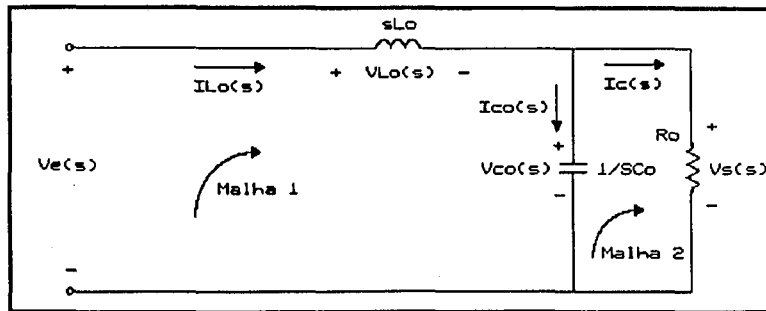 sLo
+
ILo(s)
+ VLo(s) -
Ic(s)
Ico(s)
Ro
+
+
Ve(s)
Vco(s)
1/SCo
Vs(s)
Malha 1
-
-
Malha 2
-